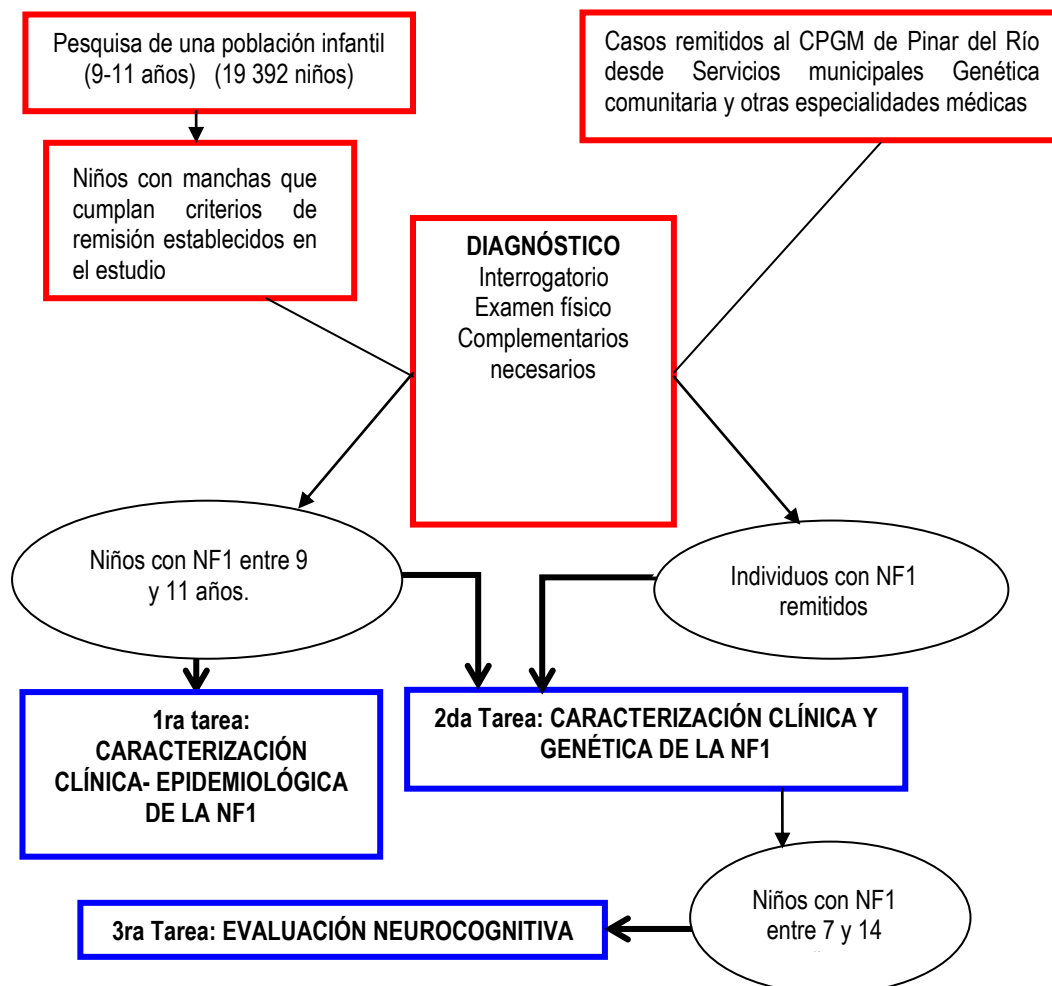 Pesquisa de una población infantil
(9-11 años) (19 392 niños)
Casos remitidos al CPGM de Pinar del Río
desde Servicios municipales Genética
comunitaria y otras especialidades médicas
Niños con manchas que
cumplan criterios de
remisión establecidos en
el estudio
DIAGNÓSTICO
Interrogatorio
Examen físico
Complementarios
necesarios
Niños con NF1 entre 9
y 11 años.
Individuos con NF1
remitidos
1ra tarea:
CARACTERIZACIÓN
CLÍNICA- EPIDEMIOLÓGICA
DE LA NF1
2da Tarea: CARACTERIZACIÓN CLÍNICA Y
GENÉTICA DE LA NF1
Niños con NF1
entre 7 y 14
3ra Tarea: EVALUACIÓN NEUROCOGNITIVA